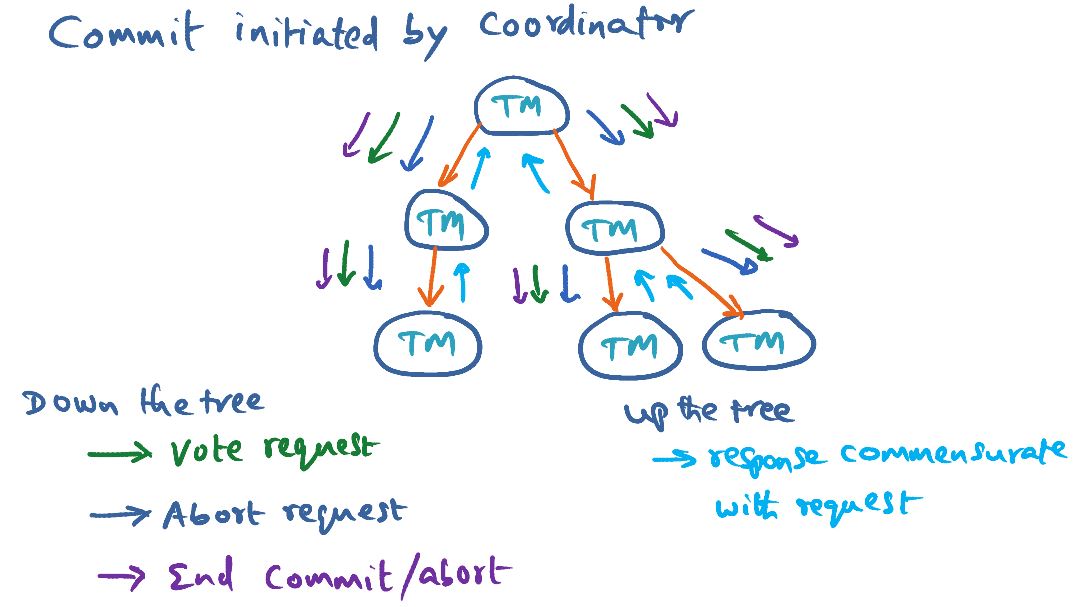 Commit initiated by Coordinator
TM
TM
TM
TM
TM
TM
Down the tree
Vote request
Abort request
End Commit/abort
up the tree
response commensurate
with request